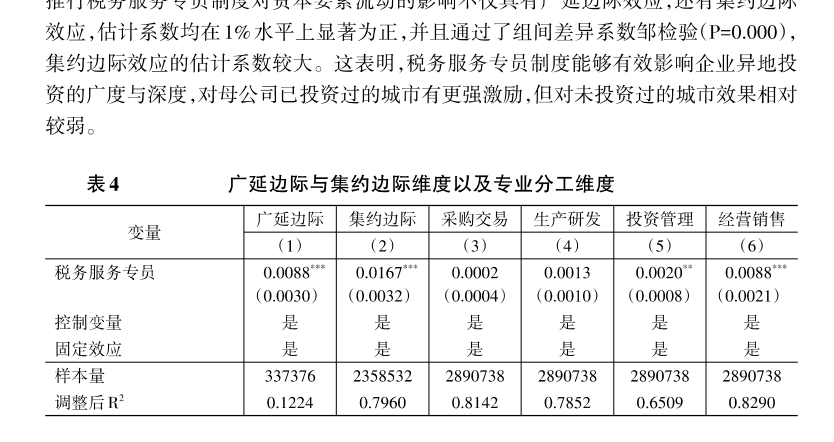 推行税务服务专员制度对资本要素流动的影响不仅具有广延边际效应,还有集约边际
效应,估计系数均在1%水平上显著为正,并且通过了组间差异系数邹检验(P=0.000),
集约边际效应的估计系数较大。这表明,税务服务专员制度能够有效影响企业异地投
资的广度与深度,对母公司已投资过的城市有更强激励,但对未投资过的城市效果相对
较弱。
表4 广延边际与集约边际维度以及专业分工维度
变量 广延边际 集约边际 采购交易 生产研发 投资管理 经营销售
(1) (2) (3) (4) (5) (6)
税务服务专员 0.0088*** 0.0167*** 0.0002 0.0013 0.0020** 0.0088***
(0.0030) (0.0032) (0.0004) (0.0010) (0.0008) (0.0021)
控制变量 是 是 是 是 是 是
固定效应 是 是 是 是 是 是
样本量 337376 2358532 2890738 2890738 2890738 2890738
调整后R² 0.1224 0.7960 0.8142 0.7852 0.6509 0.8290